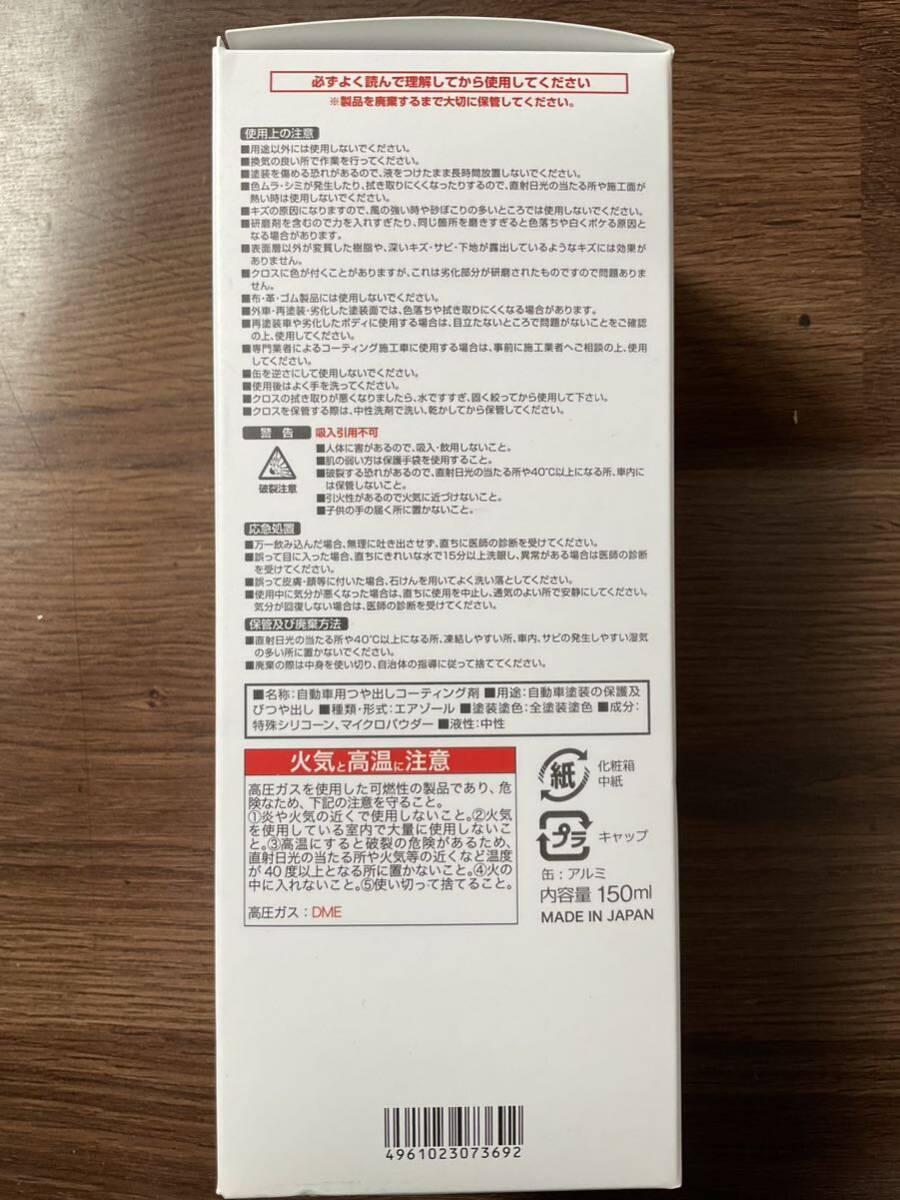 必ずよく読んで理解してから使用してください
※製品を廃棄するまで大切に保管してください。
使用上の注意
■用途以外には使用しないでください。
■換気の良い所で作業を行ってください。
■塗装を傷める恐れがあるので、液をつけたまま長時間放置しないでください。
■色ムラ・シミが発生したり、拭き取りにくくなったりするので、直射日光の当たる所や施工面が
熱い時は使用しないでください。
■キズの原因になりますので、風の強い時や砂ぼこりの多いところでは使用しないでください。
■研磨剤を含むので力を入れすぎたり、同じ箇所を磨きすぎると色落ちや白くボケる原因と
なる場合があります。
■表面層以外が変質した樹脂や、深いキズ・サビ・下地が露出しているようなキズには効果が
ありません。
■クロスに色が付くことがありますが、これは劣化部分が研磨されたものですので問題ありま
せん。
■布・革・ゴム製品には使用しないでください。
■外車・再塗装・劣化した塗装面では、色落ちや拭き取りにくくなる場合があります。
■再塗装車や劣化したボディに使用する場合は、目立たないところで問題がないことをご確認
の上、使用してください。
■専門業者によるコーティング施工車に使用する場合は、事前に施工業者へご相談の上、使用
してください。
■缶を逆さにして使用しないでください。
■使用後はよく手を洗ってください。
■クロスの拭き取りが悪くなりましたら、水ですすぎ、固く絞ってから使用して下さい。
■クロスを保管する際は、中性洗剤で洗い、乾かしてから保管してください。
警告 吸入引用不可
■人体に害があるので、吸入・飲用しないこと。
■肌の弱い方は保護手袋を使用すること。
■破裂する恐れがあるので、直射日光の当たる所や40℃以上になる所、車内に
は保管しないこと。
■引火性があるので火気に近づけないこと。
■子供の手の届く所に置かないこと。
破裂注意
応急処置
■万一飲み込んだ場合、無理に吐き出させず、直ちに医師の診断を受けてください。
■誤って目に入った場合、直ちにきれいな水で15分以上洗眼し、異常がある場合は医師の診断
を受けてください。
■誤って皮膚・顔等に付いた場合、石けんを用いてよく洗い落としてください。
■使用中に気分が悪くなった場合は、直ちに使用を中止し、通気のよい所で安静にしてください。
気分が回復しない場合は、医師の診断を受けてください。
保管及び廃棄方法
■直射日光の当たる所や40℃以上になる所、凍結しやすい所、車内、サビの発生しやすい湿気
の多い所に置かないでください。
■廃棄の際は中身を使い切り、自治体の指導に従って捨ててください。
■名称：自動車用つや出しコーティング剤 ■用途：自動車塗装の保護及
びつや出し ■種類・形式：エアゾール ■塗装塗色：全塗装塗色 ■成分：
特殊シリコーン、マイクロパウダー ■液性：中性
火気と高温に注意
高圧ガスを使用した可燃性の製品であり、危
険なため、下記の注意を守ること。
①炎や火気の近くで使用しないこと。②火気
を使用している室内で大量に使用しないこ
と。③高温にすると破裂の危険があるため、
直射日光の当たる所や火気等の近くなど温度
が40度以上となる所に置かないこと。④火の
中に入れないこと。⑤使い切って捨てること。
高圧ガス：DME
紙
化粧箱
中紙
プラ
キャップ
缶：アルミ
内容量 150ml
MADE IN JAPAN
4961023073692